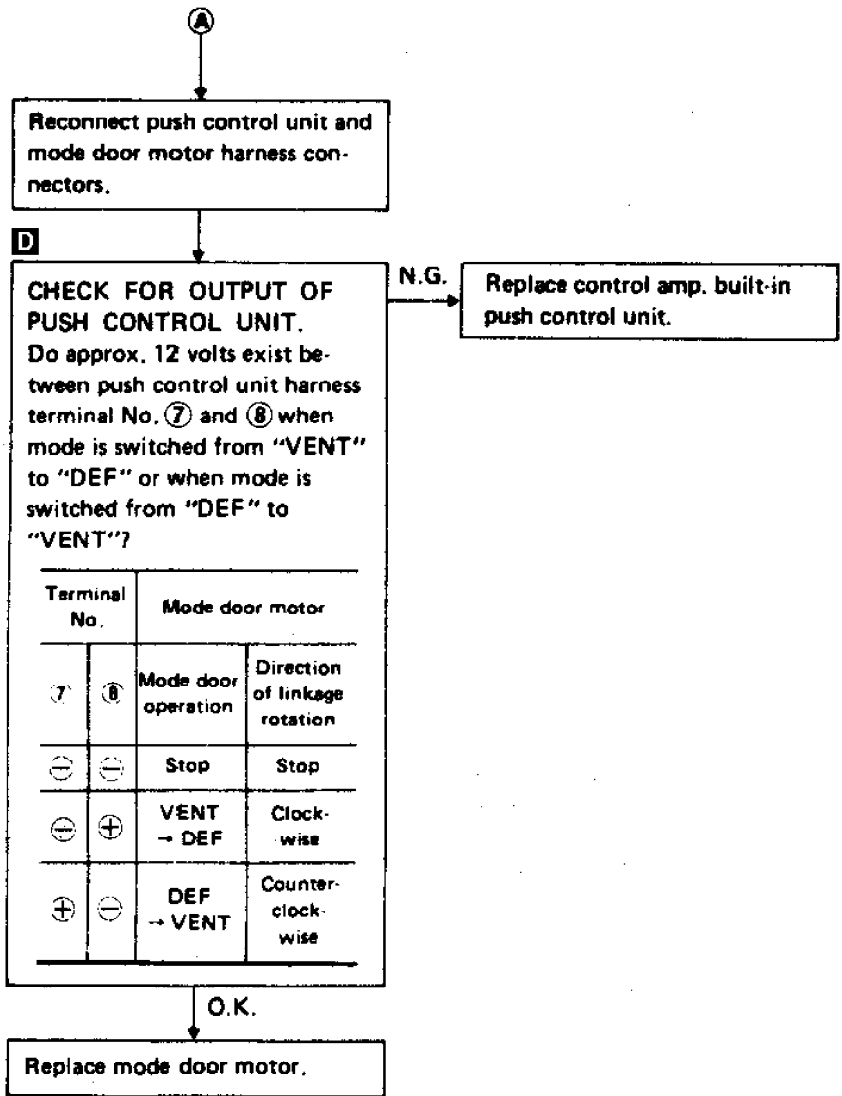 A
Reconnect push control unit and
mode door motor harness con-
nectors.
D
CHECK FOR OUTPUT OF
PUSH CONTROL UNIT.
Do approx. 12 volts exist be-
tween push control unit harness
terminal No. ⑦ and ⑧ when
mode is switched from “VENT”
to “DEF” or when mode is
switched from “DEF” to
“VENT”?
N.G.
Replace control amp. built-in
push control unit.
Terminal
No.
Mode door motor
⑦ ⑧
Mode door
operation
Direction
of linkage
rotation
⊖ ⊖ Stop Stop
⊖ ⊕
VENT
→ DEF
Clock-
wise
⊕ ⊖
DEF
→ VENT
Counter-
clock-
wise
O.K.
Replace mode door motor.